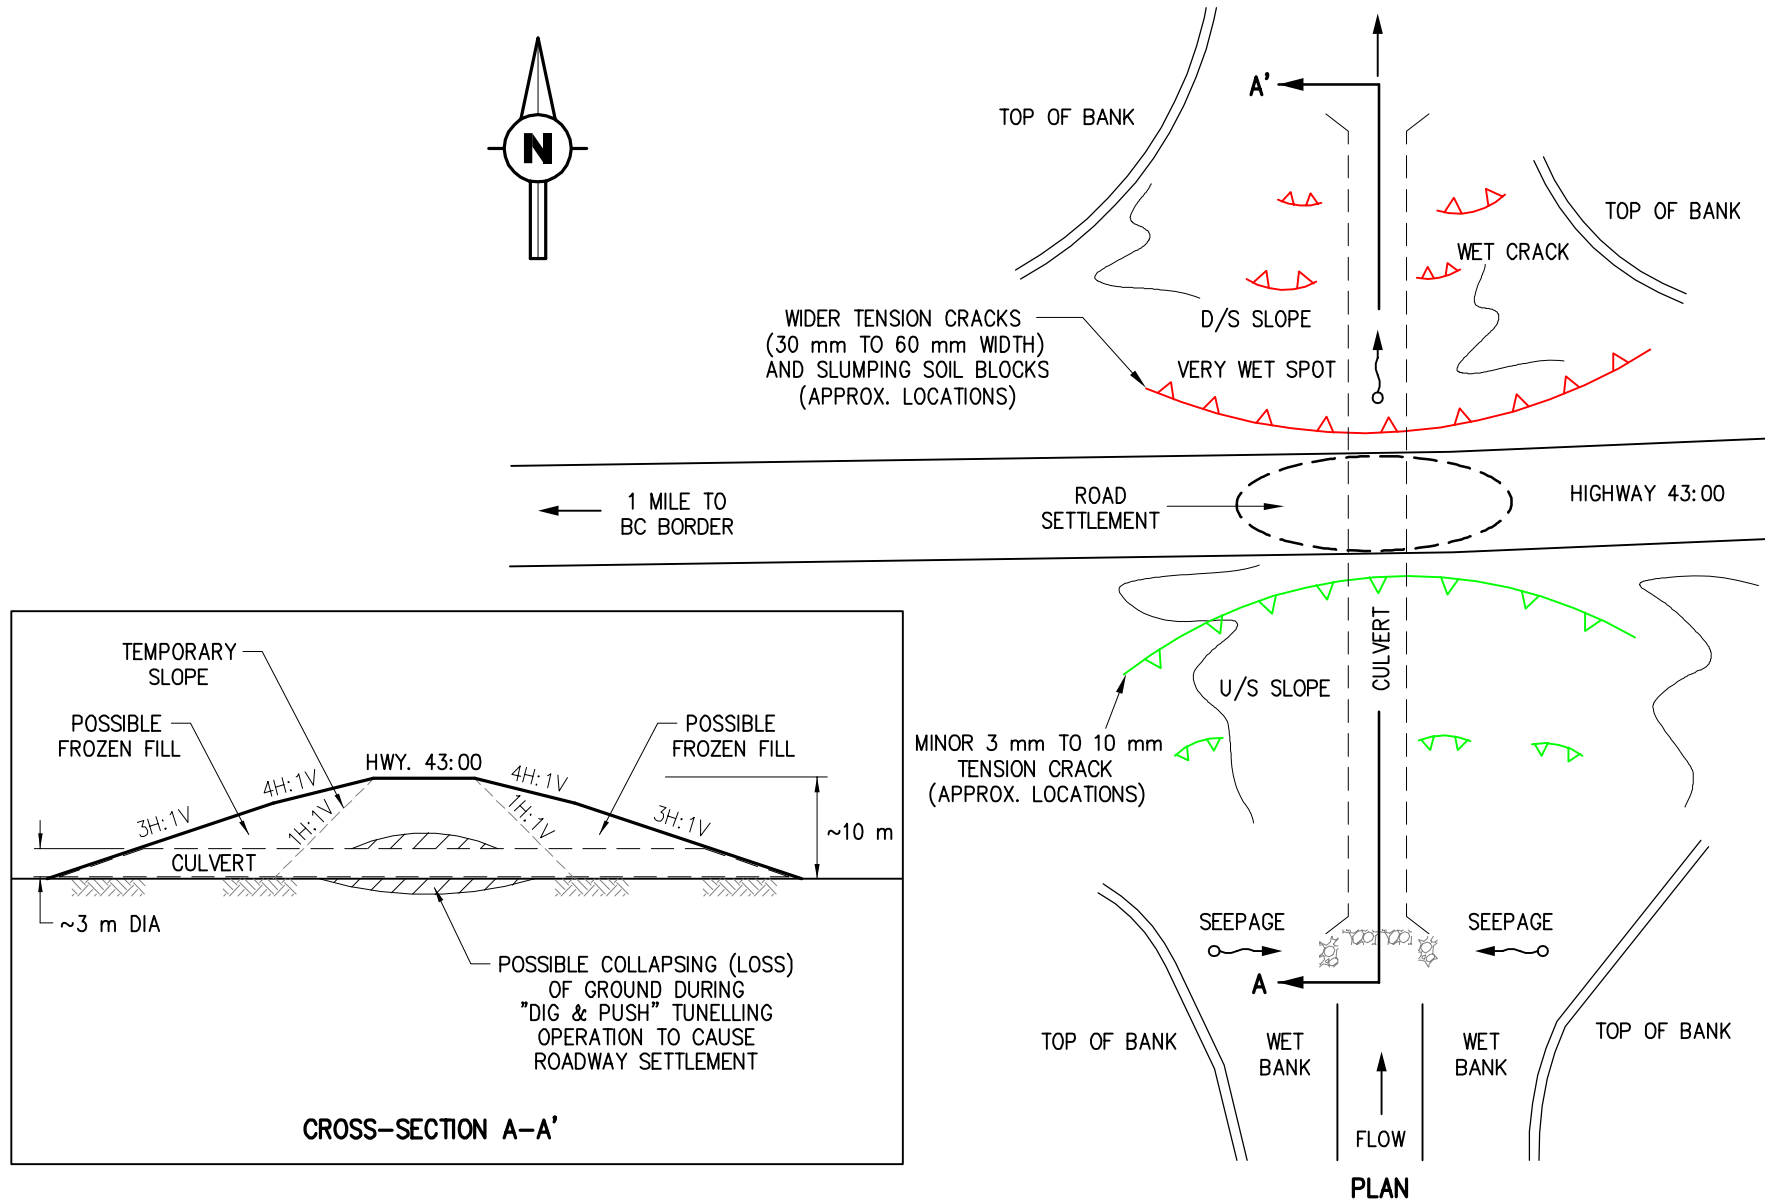 N
A'
TOP OF BANK
TOP OF BANK
WET CRACK
D/S SLOPE
WIDER TENSION CRACKS
(30 mm TO 60 mm WIDTH)
AND SLUMPING SOIL BLOCKS
(APPROX. LOCATIONS)
VERY WET SPOT
1 MILE TO
BC BORDER
ROAD
SETTLEMENT
HIGHWAY 43:00
CULVERT
U/S SLOPE
MINOR 3 mm TO 10 mm
TENSION CRACK
(APPROX. LOCATIONS)
SEEPAGE
SEEPAGE
A
TOP OF BANK
WET
BANK
WET
BANK
TOP OF BANK
FLOW
PLAN
TEMPORARY
SLOPE
POSSIBLE
FROZEN FILL
POSSIBLE
FROZEN FILL
HWY. 43:00
4H:1V
4H:1V
3H:1V
1H:1V
1H:1V
3H:1V
~10 m
CULVERT
~3 m DIA
POSSIBLE COLLAPSING (LOSS)
OF GROUND DURING
"DIG & PUSH" TUNELLING
OPERATION TO CAUSE
ROADWAY SETTLEMENT
CROSS-SECTION A-A'